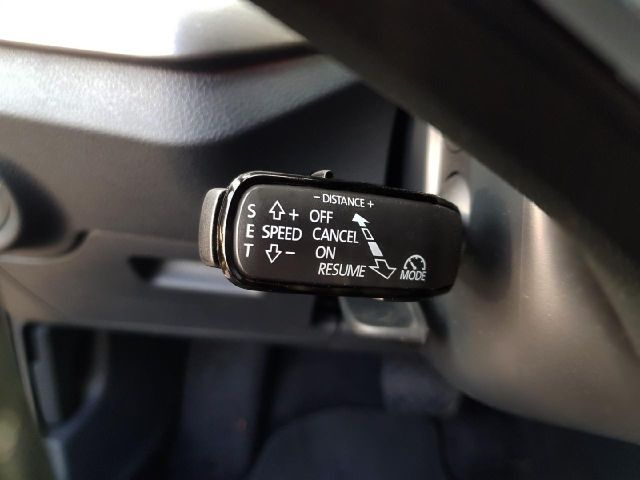 - DISTANCE +
S + OFF
E SPEED CANCEL
T - ON
RESUME
MODE